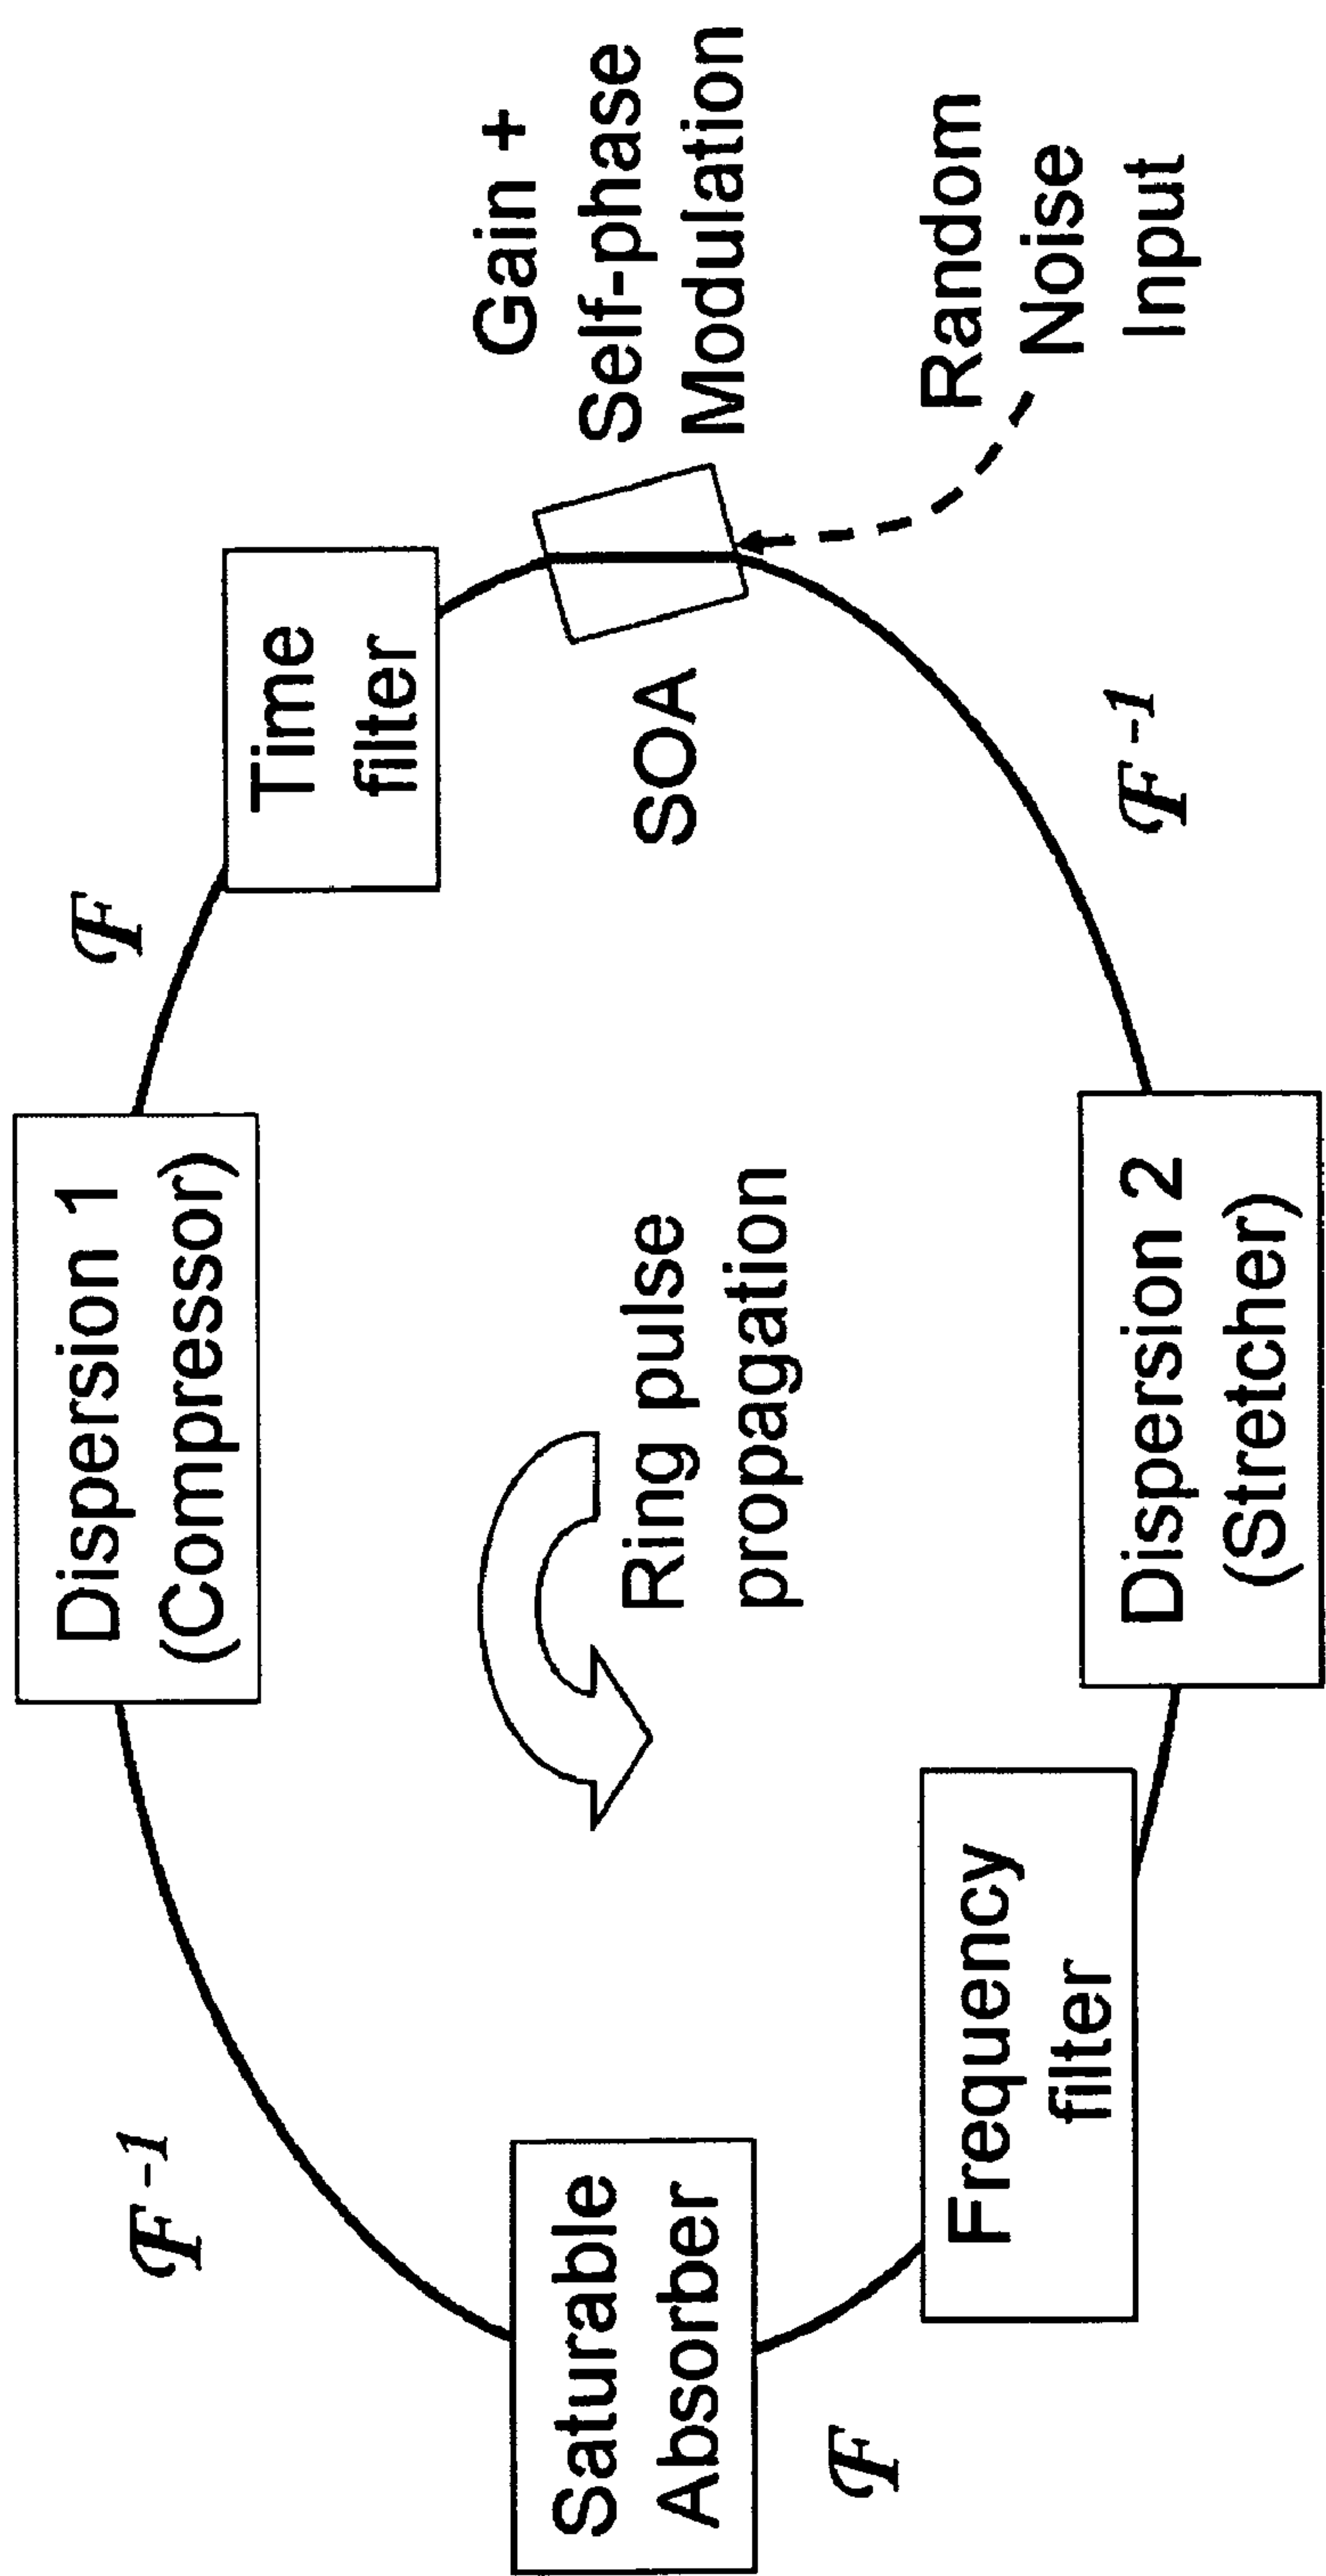 ℱ⁻¹
Dispersion 1
(Compressor)
ℱ
Time
filter
Gain +
Self-phase
Modulation
Saturable
Absorber
Ring pulse
propagation
SOA
Random
Noise
Input
ℱ
Frequency
filter
Dispersion 2
(Stretcher)
ℱ⁻¹